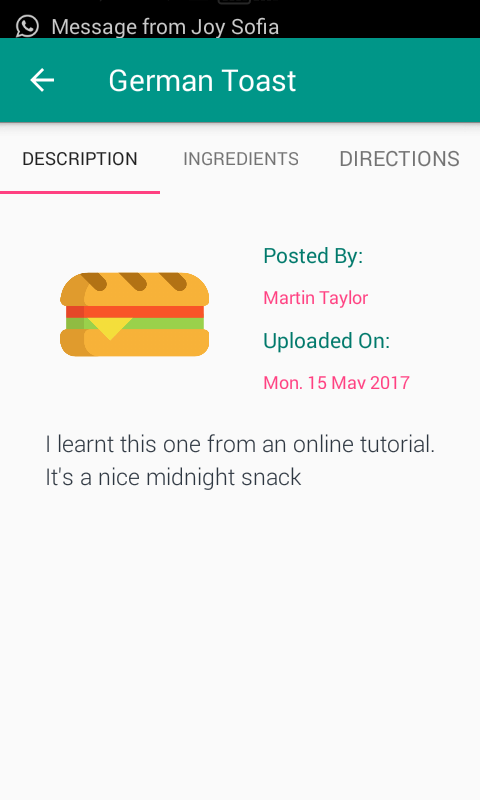 Message from Joy Sofia
German Toast
DESCRIPTION INGREDIENTS DIRECTIONS
Posted By:
Martin Taylor
Uploaded On:
Mon, 15 May 2017
I learnt this one from an online tutorial.
It's a nice midnight snack